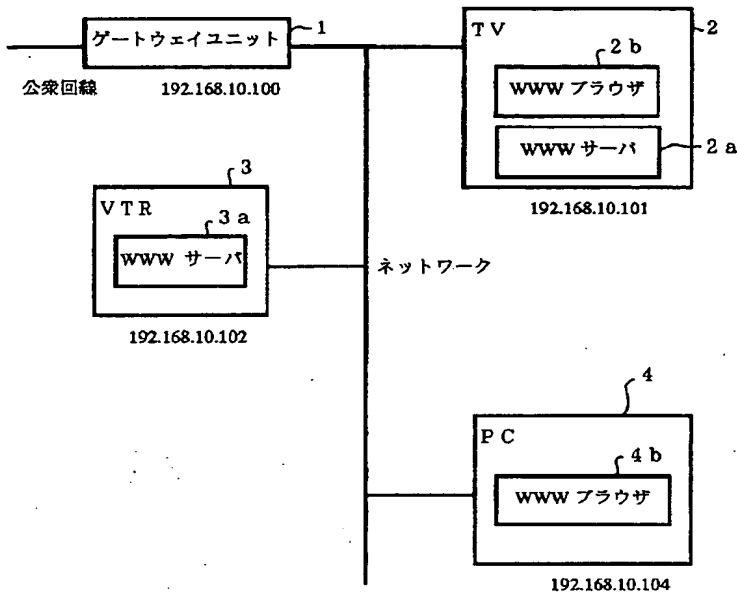 ゲートウェイユニット
1
公衆回線
192.168.10.100
TV
2
2b
WWW ブラウザ
WWW サーバ
2a
192.168.10.101
3
VTR
3a
WWW サーバ
192.168.10.102
ネットワーク
4
PC
4b
WWW ブラウザ
192.168.10.104